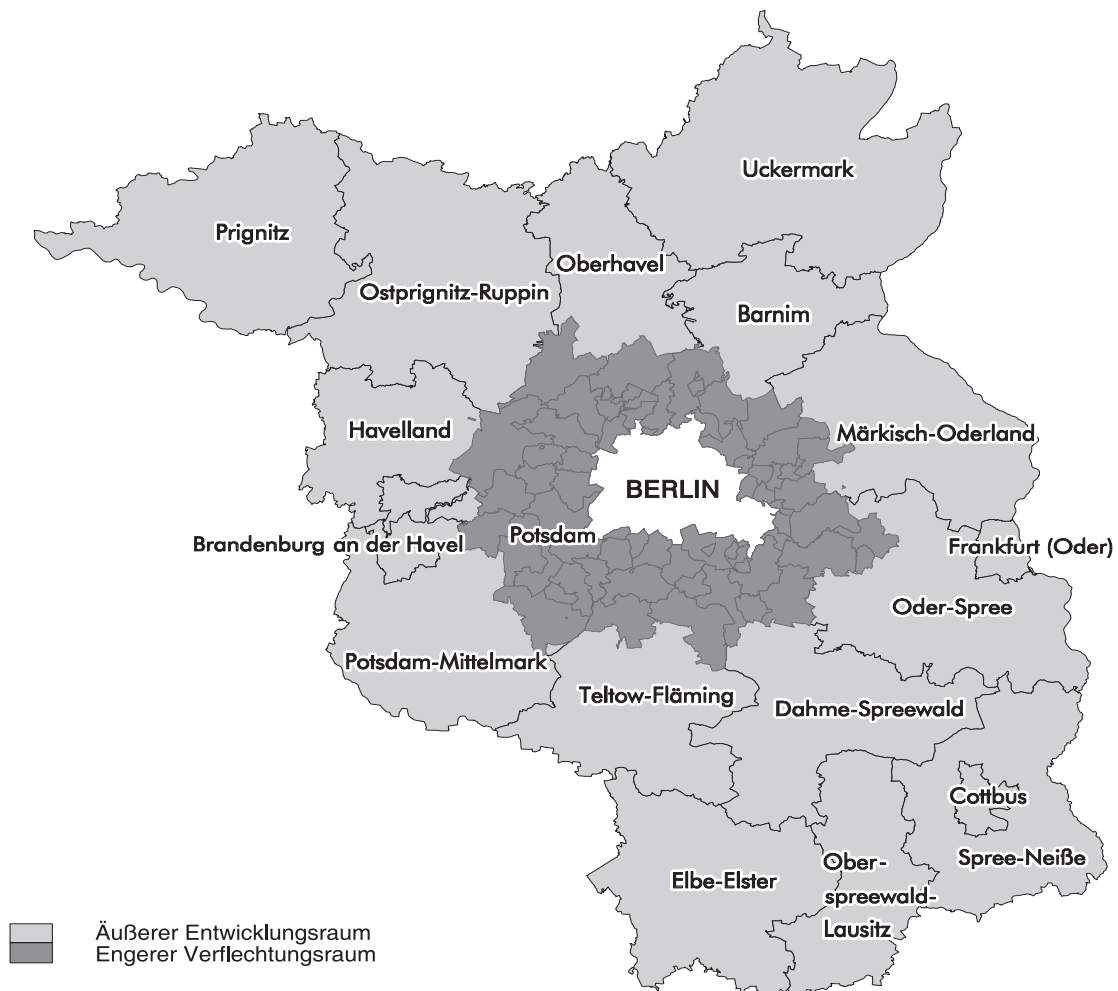 Uckermark
Prignitz
Oberhavel
Ostprignitz-Ruppin
Barnim
Havelland
Märkisch-Oderland
BERLIN
Potsdam
Brandenburg an der Havel
Frankfurt (Oder)
Oder-Spree
Potsdam-Mittelmark
Teltow-Fläming
Dahme-Spreewald
Cottbus
Spree-Neiße
Elbe-Elster
Ober-
spreewald-
Lausitz
Äußerer Entwicklungsraum
Engerer Verflechtungsraum